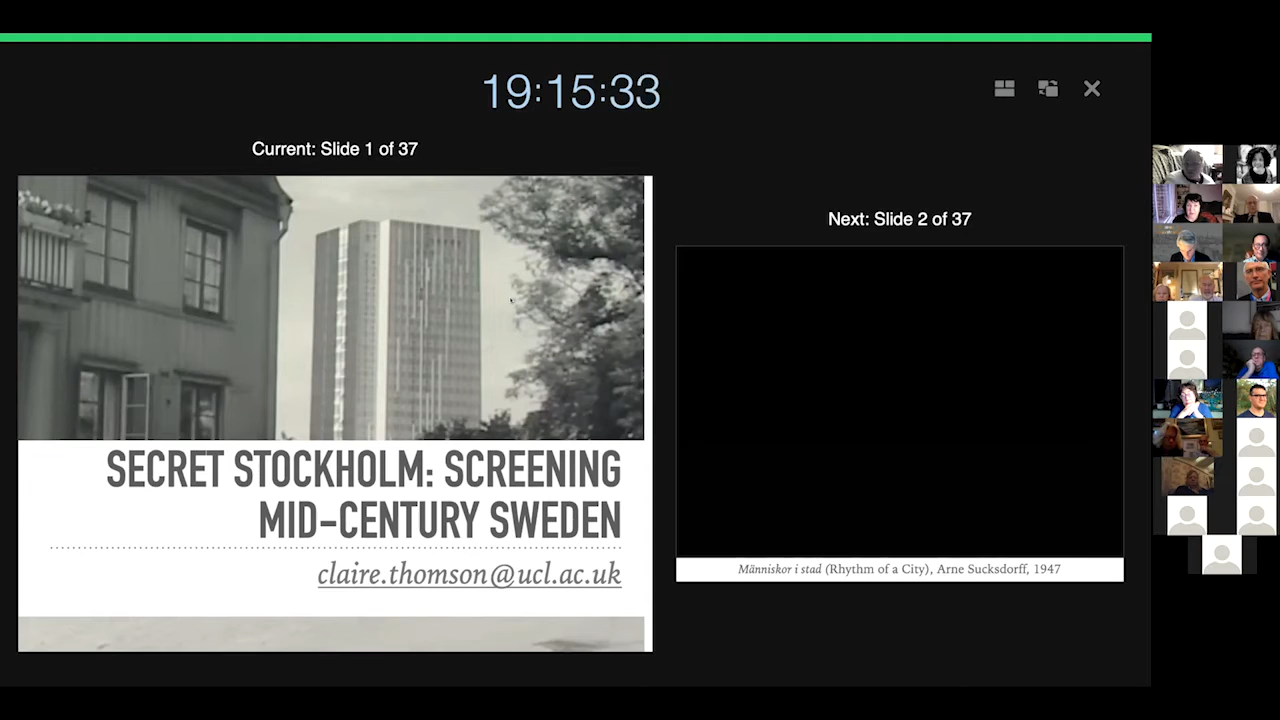 19:15:33
Current: Slide 1 of 37
SECRET STOCKHOLM: SCREENING
MID-CENTURY SWEDEN
claire.thomson@ucl.ac.uk
Next: Slide 2 of 37
Människor i stad (Rhythm of a City), Arne Sucksdorff, 1947